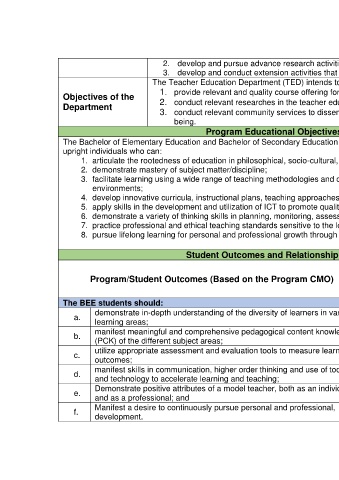 2. develop and pursue advance research activiti
3. develop and conduct extension activities that
Objectives of the Department
The Teacher Education Department (TED) intends to
1. provide relevant and quality course offering for
2. conduct relevant researches in the teacher edu
3. conduct relevant community services to dissem
being.
Program Educational Objectives
The Bachelor of Elementary Education and Bachelor of Secondary Education
upright individuals who can:
1. articulate the rootedness of education in philosophical, socio-cultural,
2. demonstrate mastery of subject matter/discipline;
3. facilitate learning using a wide range of teaching methodologies and d
environments;
4. develop innovative curricula, instructional plans, teaching approaches
5. apply skills in the development and utilization of ICT to promote qualit
6. demonstrate a variety of thinking skills in planning, monitoring, assess
7. practice professional and ethical teaching standards sensitive to the l
8. pursue lifelong learning for personal and professional growth through
Student Outcomes and Relationship
Program/Student Outcomes (Based on the Program CMO)
The BEE students should:
a. demonstrate in-depth understanding of the diversity of learners in var
learning areas;
b. manifest meaningful and comprehensive pedagogical content knowle
(PCK) of the different subject areas;
c. utilize appropriate assessment and evaluation tools to measure learn
outcomes;
d. manifest skills in communication, higher order thinking and use of too
and technology to accelerate learning and teaching;
e. Demonstrate positive attributes of a model teacher, both as an individ
and as a professional; and
f. Manifest a desire to continuously pursue personal and professional,
development.